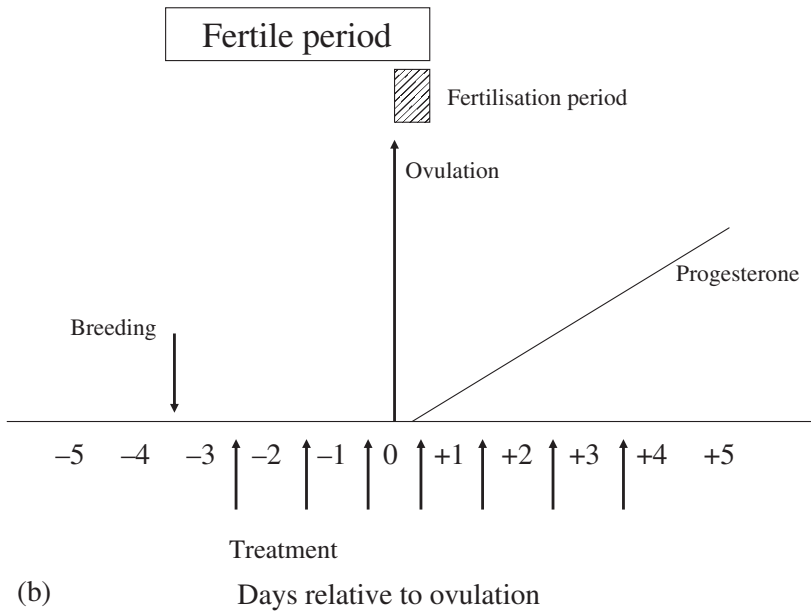 Fertile period
Fertilisation period
Ovulation
Progesterone
Breeding
–5 –4 –3 –2 –1 0 +1 +2 +3 +4 +5
Treatment
(b) Days relative to ovulation